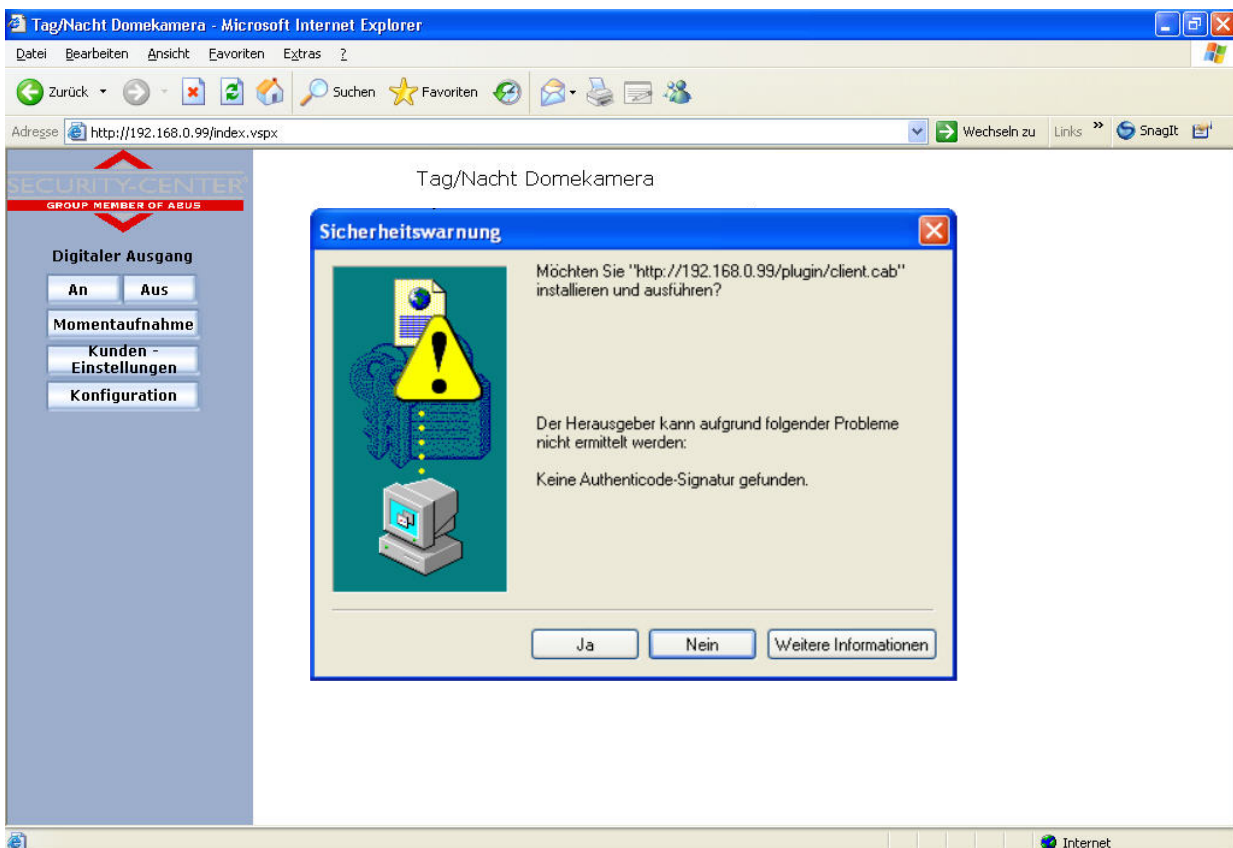 Tag/Nacht Domekamera - Microsoft Internet Explorer
Datei Bearbeiten Ansicht Favoriten Extras ?
Zurück Suchen Favoriten
Adresse http://192.168.0.99/index.vspx Wechseln zu Links » SnagIt
SECURITY-CENTER®
GROUP MEMBER OF ABUS
Tag/Nacht Domekamera
Digitaler Ausgang
An Aus
Momentaufnahme
Kunden -
Einstellungen
Konfiguration
Sicherheitswarnung
Möchten Sie "http://192.168.0.99/plugin/client.cab"
installieren und ausführen?
Der Herausgeber kann aufgrund folgender Probleme
nicht ermittelt werden:
Keine Authenticode-Signatur gefunden.
Ja Nein Weitere Informationen
Internet